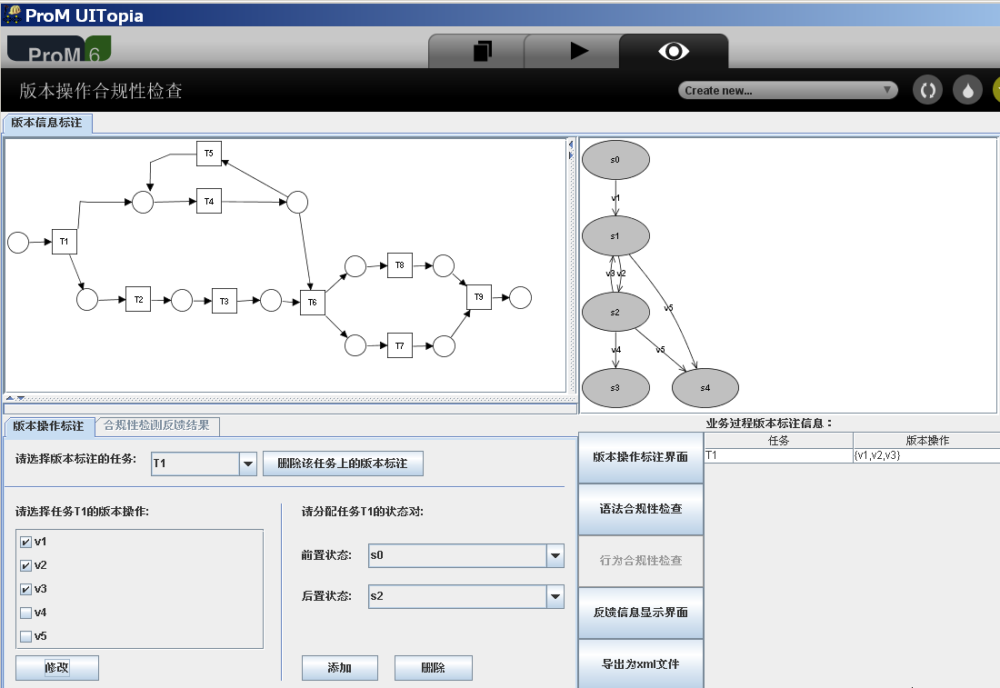 ProM UITopia
ProM 6
版本操作合规性检查
Create new...
版本信息标注
T5
T4
T1
T2
T3
T6
T8
T7
T9
s0
v1
s1
v3 v2
v5
s2
v4
v5
s3
s4
版本操作标注
合规性检测反馈结果
请选择版本标注的任务:
T1
删除该任务上的版本标注
请选择任务T1的版本操作:
v1
v2
v3
v4
v5
修改
请分配任务T1的状态对:
前置状态:
s0
后置状态:
s2
添加
删除
版本操作标注界面
语法合规性检查
行为合规性检查
反馈信息显示界面
导出为xml文件
业务过程版本标注信息：
任务
版本操作
T1
{v1,v2,v3}